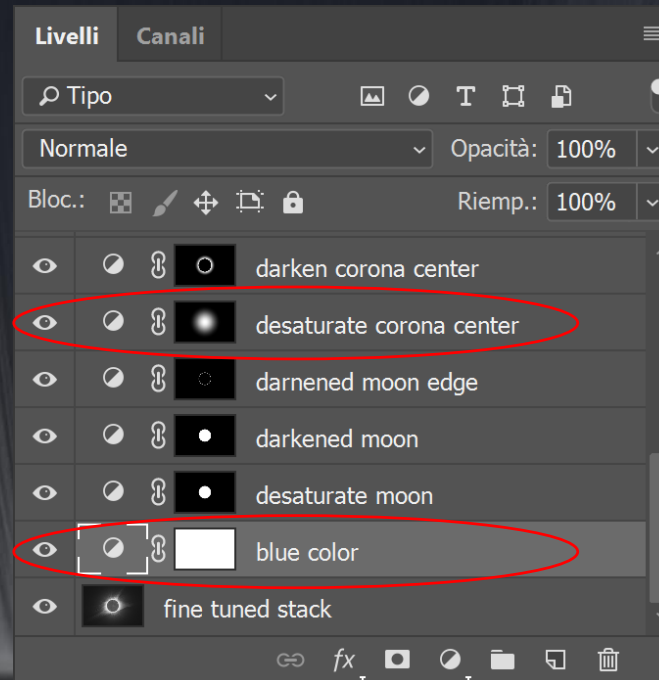 Livelli Canali
Tipo T
Normale Opacità: 100%
Bloc.: Riemp.: 100%
darken corona center
desaturate corona center
darnened moon edge
darkened moon
desaturate moon
blue color
fine tuned stack
fx